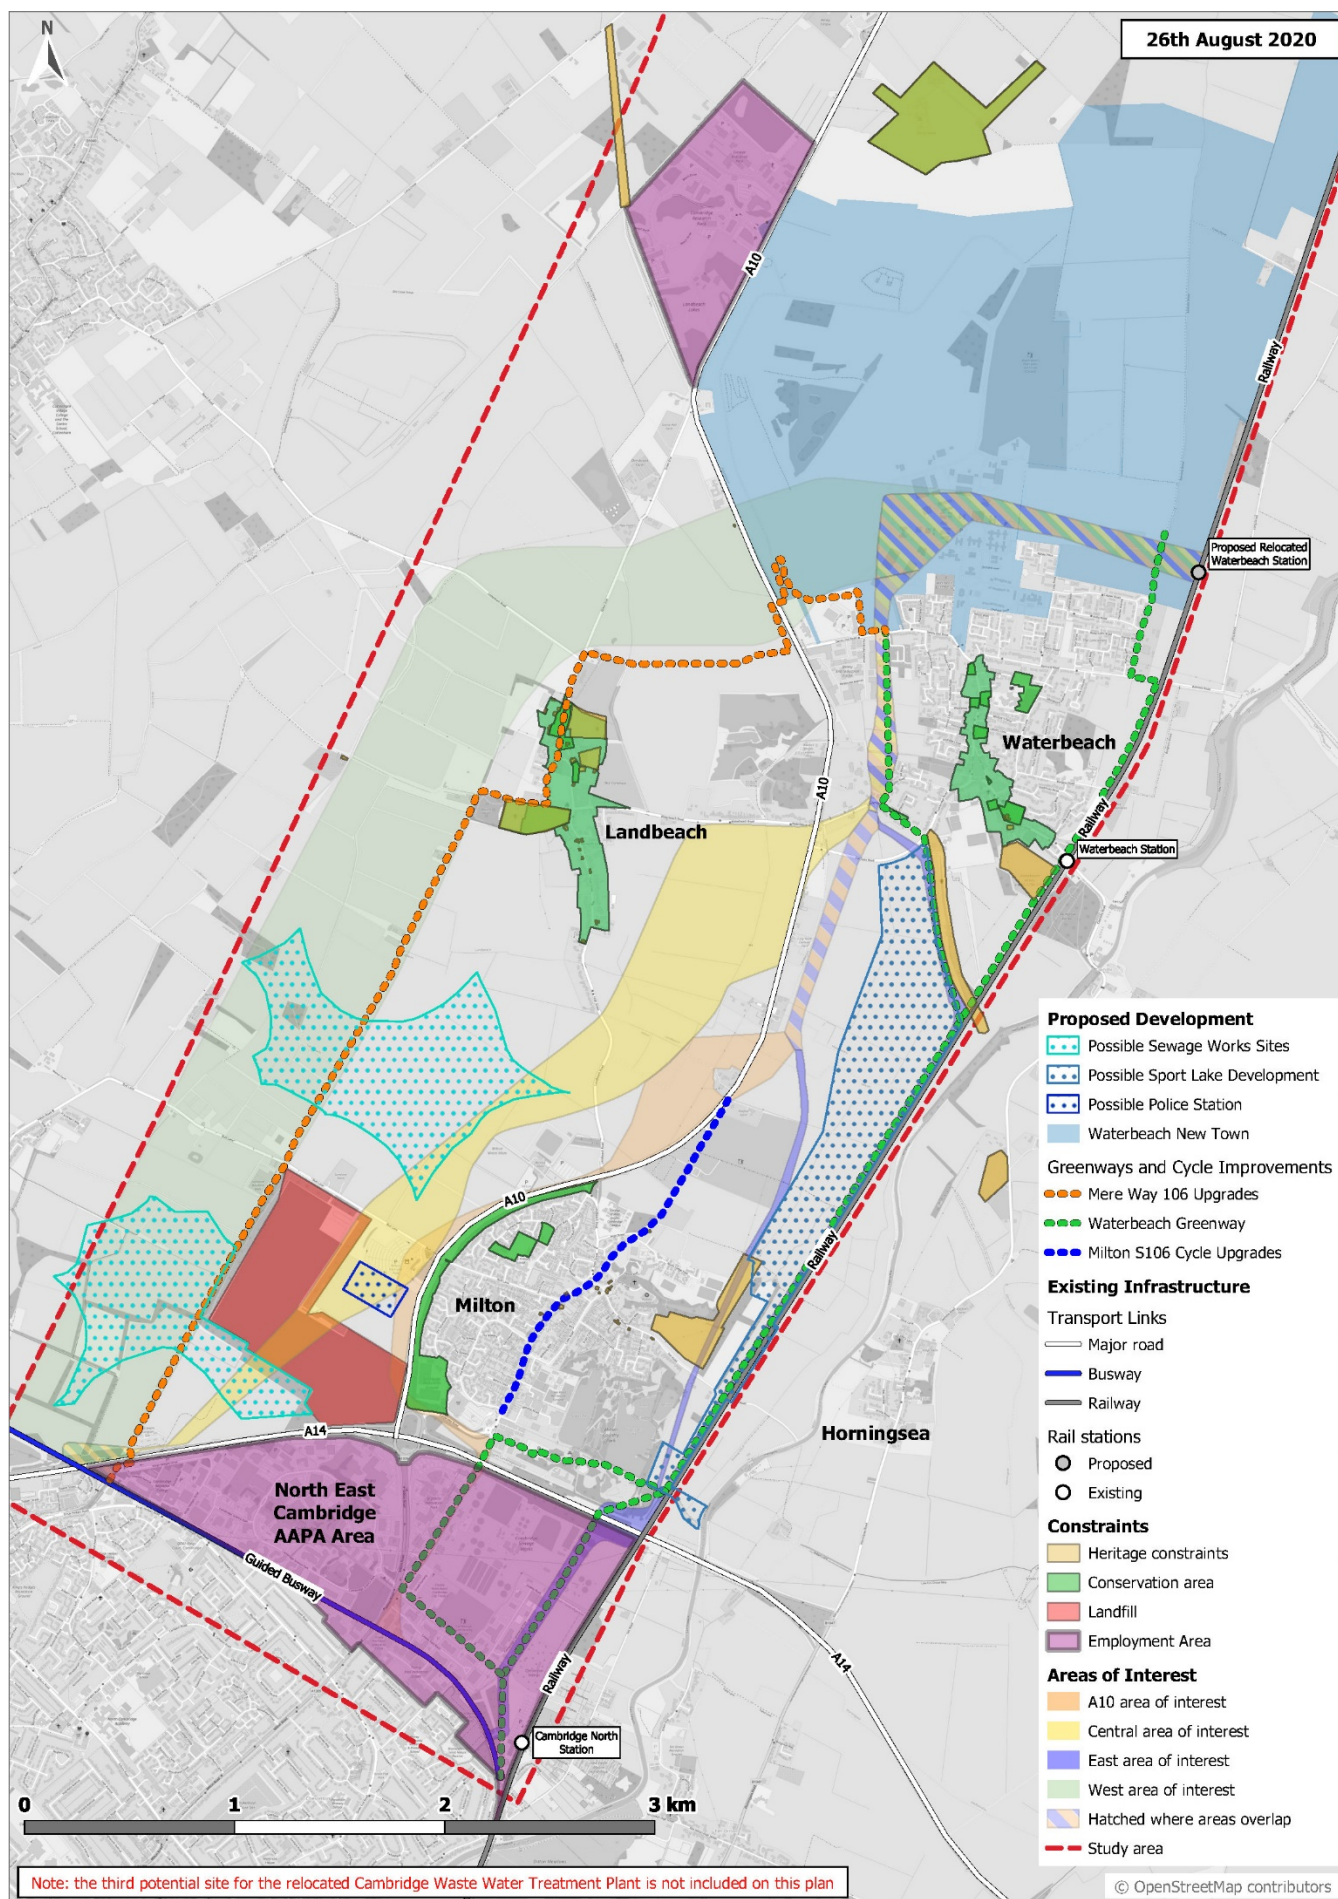 N
26th August 2020
A10
Railway
Proposed Relocated
Waterbeach Station
Waterbeach
A10
Railway
Landbeach
Waterbeach Station
A10
Milton
Railway
Horningsea
A14
North East
Cambridge
AAPA Area
Guided Busway
Railway
A14
Cambridge North
Station
Proposed Development
Possible Sewage Works Sites
Possible Sport Lake Development
Possible Police Station
Waterbeach New Town
Greenways and Cycle Improvements
Mere Way 106 Upgrades
Waterbeach Greenway
Milton S106 Cycle Upgrades
Existing Infrastructure
Transport Links
Major road
Busway
Railway
Rail stations
Proposed
Existing
Constraints
Heritage constraints
Conservation area
Landfill
Employment Area
Areas of Interest
A10 area of interest
Central area of interest
East area of interest
West area of interest
Hatched where areas overlap
Study area
0 1 2 3 km
Note: the third potential site for the relocated Cambridge Waste Water Treatment Plant is not included on this plan
© OpenStreetMap contributors